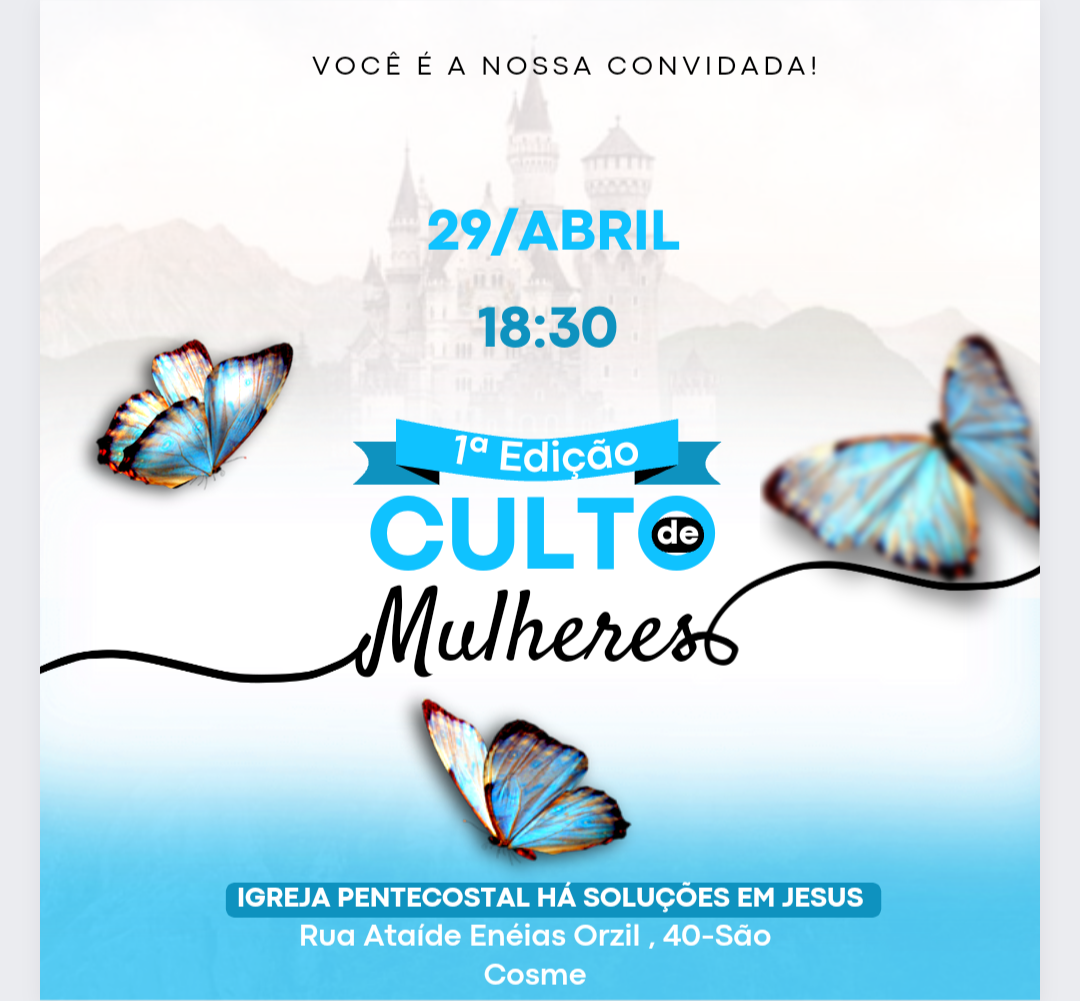 VOCÊ É A NOSSA CONVIDADA!
29/ABRIL
18:30
1ª Edição
CULTO de
Mulheres
IGREJA PENTECOSTAL HÁ SOLUÇÕES EM JESUS
Rua Ataíde Enéias Orzil , 40-São
Cosme